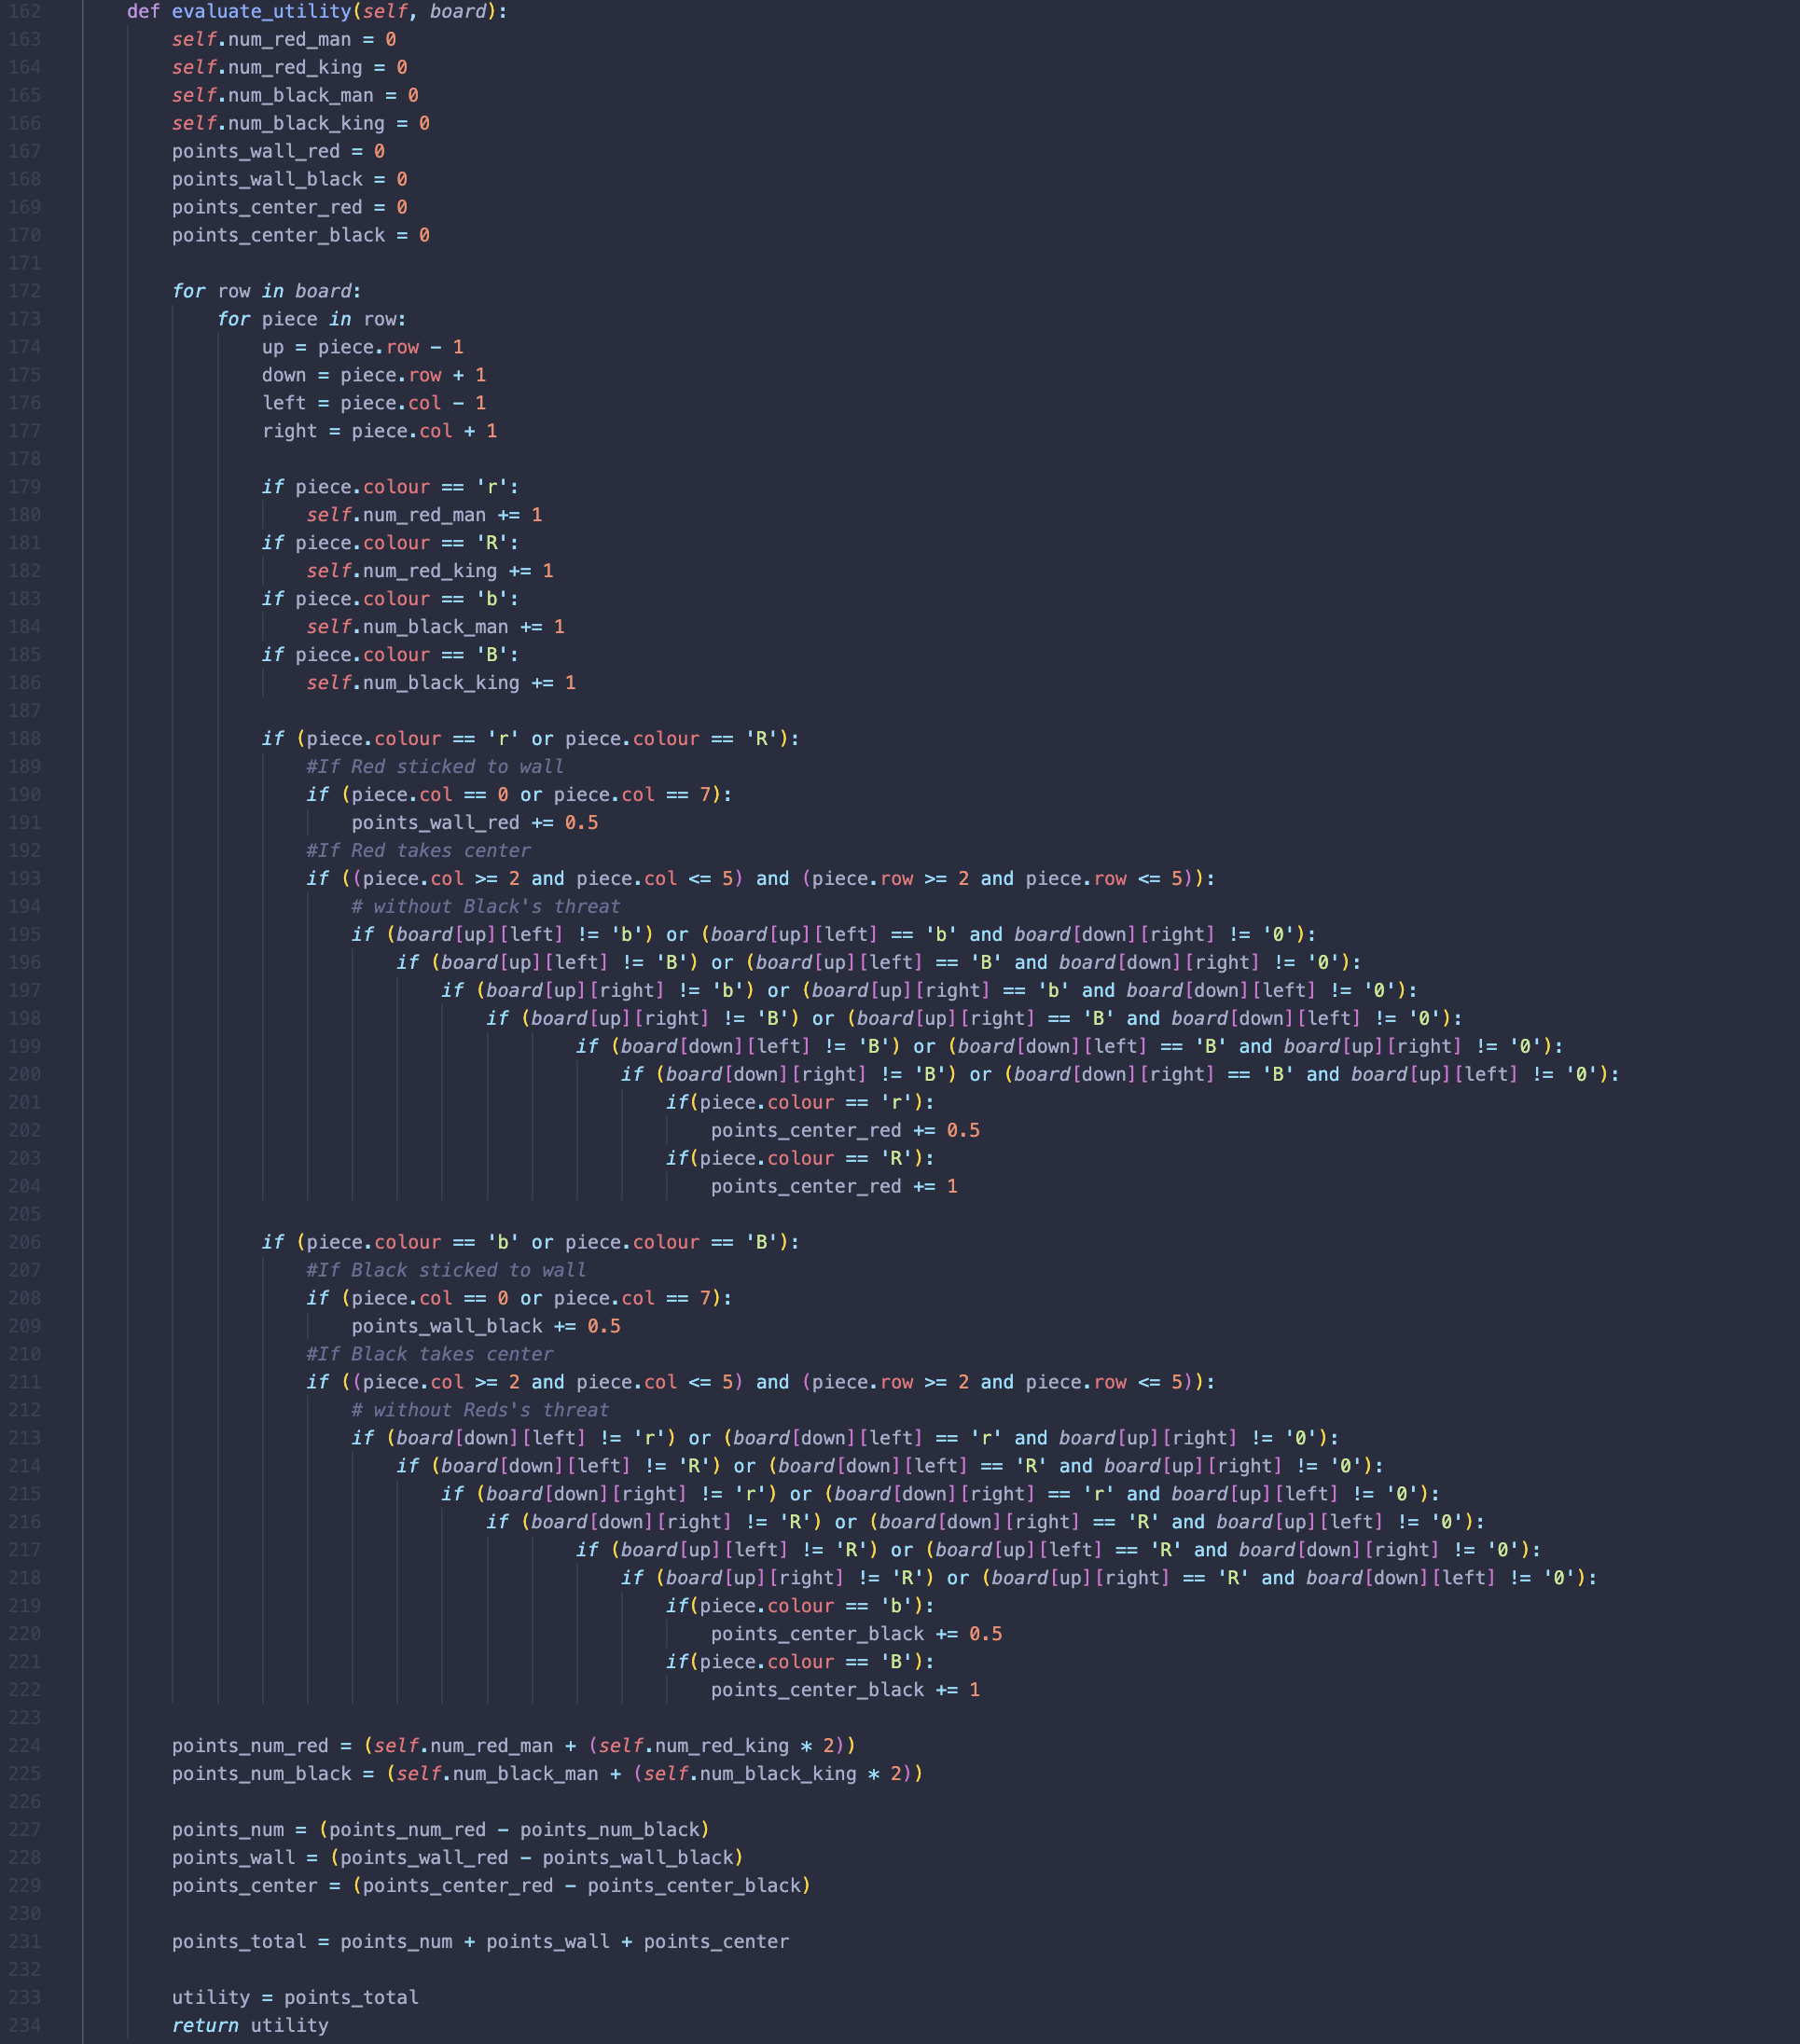 162 def evaluate_utility(self, board):
163 self.num_red_man = 0
164 self.num_red_king = 0
165 self.num_black_man = 0
166 self.num_black_king = 0
167 points_wall_red = 0
168 points_wall_black = 0
169 points_center_red = 0
170 points_center_black = 0
171
172 for row in board:
173 for piece in row:
174 up = piece.row - 1
175 down = piece.row + 1
176 left = piece.col - 1
177 right = piece.col + 1
178
179 if piece.colour == 'r':
180 self.num_red_man += 1
181 if piece.colour == 'R':
182 self.num_red_king += 1
183 if piece.colour == 'b':
184 self.num_black_man += 1
185 if piece.colour == 'B':
186 self.num_black_king += 1
187
188 if (piece.colour == 'r' or piece.colour == 'R'):
189 #If Red sticked to wall
190 if (piece.col == 0 or piece.col == 7):
191 points_wall_red += 0.5
192 #If Red takes center
193 if ((piece.col >= 2 and piece.col <= 5) and (piece.row >= 2 and piece.row <= 5)):
194 # without Black's threat
195 if (board[up][left] != 'b') or (board[up][left] == 'b' and board[down][right] != '0'):
196 if (board[up][left] != 'B') or (board[up][left] == 'B' and board[down][right] != '0'):
197 if (board[up][right] != 'b') or (board[up][right] == 'b' and board[down][left] != '0'):
198 if (board[up][right] != 'B') or (board[up][right] == 'B' and board[down][left] != '0'):
199 if (board[down][left] != 'B') or (board[down][left] == 'B' and board[up][right] != '0'):
200 if (board[down][right] != 'B') or (board[down][right] == 'B' and board[up][left] != '0'):
201 if(piece.colour == 'r'):
202 points_center_red += 0.5
203 if(piece.colour == 'R'):
204 points_center_red += 1
205
206 if (piece.colour == 'b' or piece.colour == 'B'):
207 #If Black sticked to wall
208 if (piece.col == 0 or piece.col == 7):
209 points_wall_black += 0.5
210 #If Black takes center
211 if ((piece.col >= 2 and piece.col <= 5) and (piece.row >= 2 and piece.row <= 5)):
212 # without Reds's threat
213 if (board[down][left] != 'r') or (board[down][left] == 'r' and board[up][right] != '0'):
214 if (board[down][left] != 'R') or (board[down][left] == 'R' and board[up][right] != '0'):
215 if (board[down][right] != 'r') or (board[down][right] == 'r' and board[up][left] != '0'):
216 if (board[down][right] != 'R') or (board[down][right] == 'R' and board[up][left] != '0'):
217 if (board[up][left] != 'R') or (board[up][left] == 'R' and board[down][right] != '0'):
218 if (board[up][right] != 'R') or (board[up][right] == 'R' and board[down][left] != '0'):
219 if(piece.colour == 'b'):
220 points_center_black += 0.5
221 if(piece.colour == 'B'):
222 points_center_black += 1
223
224 points_num_red = (self.num_red_man + (self.num_red_king * 2))
225 points_num_black = (self.num_black_man + (self.num_black_king * 2))
226
227 points_num = (points_num_red - points_num_black)
228 points_wall = (points_wall_red - points_wall_black)
229 points_center = (points_center_red - points_center_black)
230
231 points_total = points_num + points_wall + points_center
232
233 utility = points_total
234 return utility